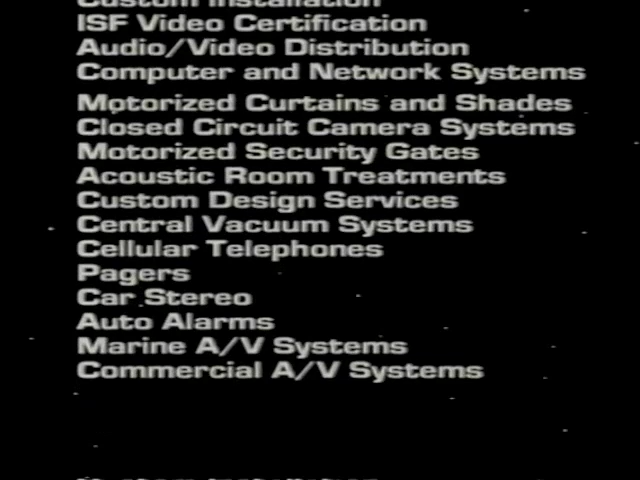 Custom Installation
ISF Video Certification
Audio/Video Distribution
Computer and Network Systems
Motorized Curtains and Shades
Closed Circuit Camera Systems
Motorized Security Gates
Acoustic Room Treatments
Custom Design Services
Central Vacuum Systems
Cellular Telephones
Pagers
Car Stereo
Auto Alarms
Marine A/V Systems
Commercial A/V Systems